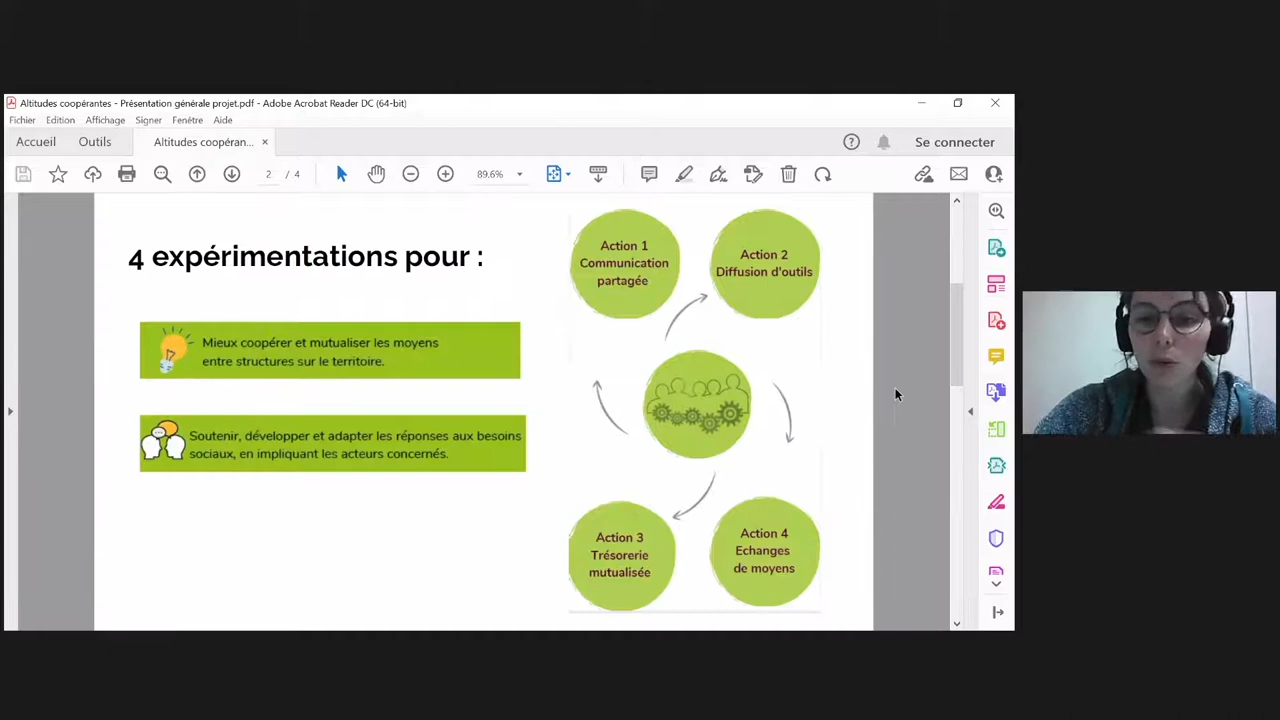 Altitudes coopérantes - Présentation générale projet.pdf - Adobe Acrobat Reader DC (64-bit)
Fichier Edition Affichage Signer Fenêtre Aide
Accueil Outils Altitudes coopéran... × Se connecter
2 / 4 89.6%
4 expérimentations pour :
Mieux coopérer et mutualiser les moyens
entre structures sur le territoire.
Soutenir, développer et adapter les réponses aux besoins
sociaux, en impliquant les acteurs concernés.
Action 1
Communication
partagée
Action 2
Diffusion d'outils
Action 3
Trésorerie
mutualisée
Action 4
Echanges
de moyens